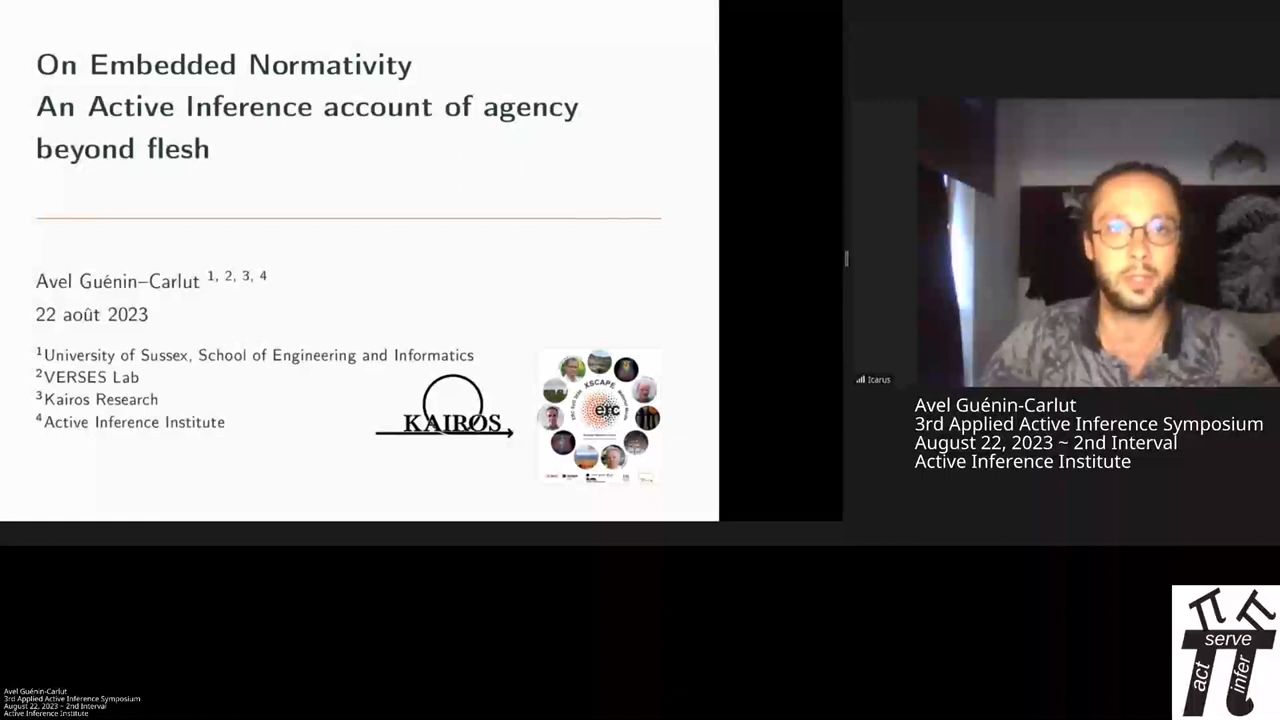 On Embedded Normativity
An Active Inference account of agency
beyond flesh
Avel Guénin–Carlut 1, 2, 3, 4
22 août 2023
1University of Sussex, School of Engineering and Informatics
2VERSES Lab
3Kairos Research
4Active Inference Institute
KAIROS
XSCAPE
erc
Icarus
Avel Guénin-Carlut
3rd Applied Active Inference Symposium
August 22, 2023 ~ 2nd Interval
Active Inference Institute
serve
act
infer
Avel Guénin-Carlut
3rd Applied Active Inference Symposium
August 22, 2023 ~ 2nd Interval
Active Inference Institute